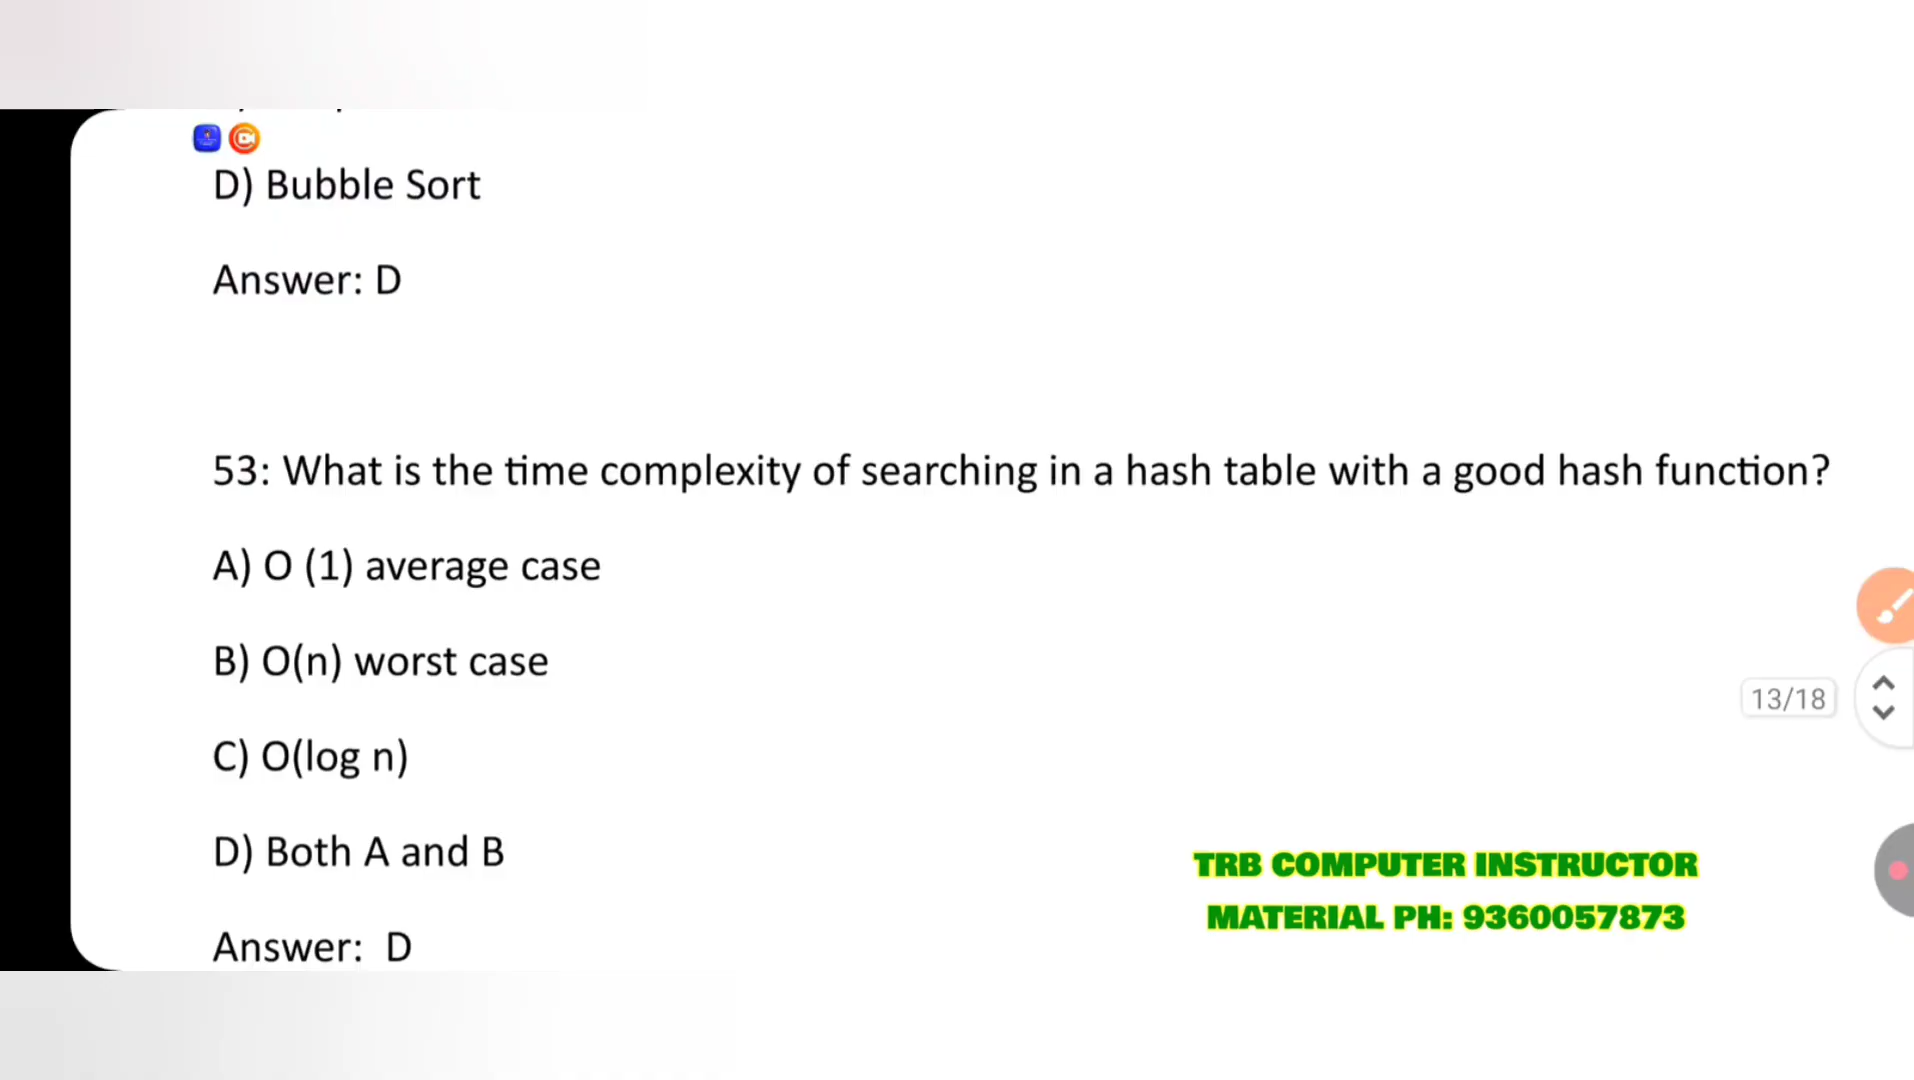 D) Bubble Sort
Answer: D
53: What is the time complexity of searching in a hash table with a good hash function?
A) O (1) average case
B) O(n) worst case
C) O(log n)
13/18
D) Both A and B
TRB COMPUTER INSTRUCTOR
MATERIAL PH: 9360057873
Answer: D